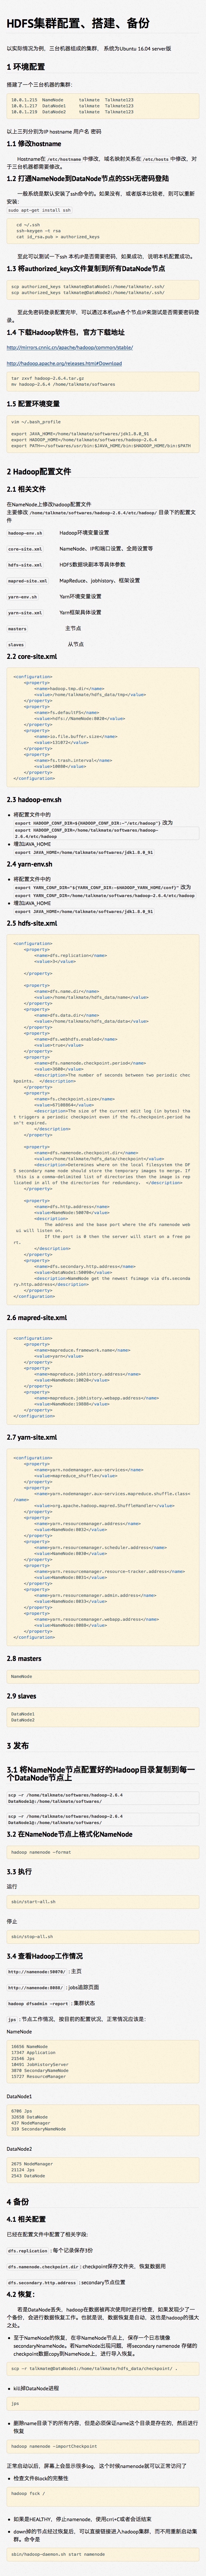 HDFS集群配置、搭建、备份
以实际情况为例，三台机器组成的集群， 系统为Ubuntu 16.04 server版
1 环境配置
搭建了一个三台机器的集群：
10.0.1.215 NameNode talkmate Talkmate123
10.0.1.217 DataNode1 talkmate Talkmate123
10.0.1.219 DataNode2 talkmate Talkmate123
以上三列分别为IP hostname 用户名 密码
1.1 修改hostname
Hostname在 /etc/hostname 中修改，域名映射关系在 /etc/hosts 中修改，对于三台机器都需要修改。
1.2 打通NameNode到DataNode节点的SSH无密码登陆
一般系统是默认安装了ssh命令的。如果没有，或者版本比较老，则可以重新安装：
sudo apt-get install ssh
cd ~/.ssh
ssh-keygen -t rsa
cat id_rsa.pub > authorized_keys
至此可以测试一下ssh 本机IP是否需要密码，如果成功，说明本机配置成功。
1.3 将authorized_keys文件复制到所有DataNode节点
scp authorized_keys talkmate@DataNode1:/home/talkmate/.ssh/
scp authorized_keys talkmate@DataNode2:/home/talkmate/.ssh/
至此免密码登录配置完毕，可以通过本机ssh各个节点IP来测试是否需要密码登录。
1.4 下载Hadoop软件包，官方下载地址
http://mirrors.cnnic.cn/apache/hadoop/common/stable/
http://hadoop.apache.org/releases.html#Download
tar zxvf hadoop-2.6.4.tar.gz
mv hadoop-2.6.4 /home/talkmate/softwares
1.5 配置环境变量
vim ~/.bash_profile
export JAVA_HOME=/home/talkmate/jdk1.8.0_91
export HADOOP_HOME=/home/talkmate/softwares/hadoop-2.6.4
export PATH=~/softwares/usr/bin:$JAVA_HOME/bin:$HADOOP_HOME/bin:$PATH
2 Hadoop配置文件
2.1 相关文件
在NameNode上修改hadoop配置文件
主要修改 /home/talkmate/softwares/hadoop-2.6.4/etc/hadoop/ 目录下的配置文件
hadoop-env.sh Hadoop环境变量设置
core-site.xml NameNode、IP和端口设置、全局设置等
hdfs-site.xml HDFS数据块副本等具体参数
mapred-site.xml MapReduce、jobhistory、框架设置
yarn-env.sh Yarn环境变量设置
yarn-site.xml Yarn框架具体设置
masters 主节点
slaves 从节点
2.2 core-site.xml
<configuration>
<property>
<name>hadoop.tmp.dir</name>
<value>/home/talkmate/hdfs_data/tmp</value>
</property>
<property>
<name>fs.defaultFS</name>
<value>hdfs://NameNode:8020</value>
</property>
<property>
<name>io.file.buffer.size</name>
<value>131072</value>
</property>
<property>
<name>fs.trash.interval</name>
<value>10080</value>
</property>
</configuration>
2.3 hadoop-env.sh
将配置文件中的
export HADOOP_CONF_DIR=${HADOOP_CONF_DIR:-"/etc/hadoop"} 改为
export HADOOP_CONF_DIR=/home/talkmate/softwares/hadoop-2.6.4/etc/hadoop
增加JAVA_HOME
export JAVA_HOME=/home/talkmate/jdk1.8.0_91
2.4 yarn-env.sh
将配置文件中的
export YARN_CONF_DIR="${YARN_CONF_DIR:-$HADOOP_YARN_HOME/conf}" 改为
export YARN_CONF_DIR=/home/talkmate/softwares/hadoop-2.6.4/etc/hadoop
增加JAVA_HOME
export JAVA_HOME=/home/talkmate/jdk1.8.0_91
2.5 hdfs-site.xml
<configuration>
<property>
<name>dfs.replication</name>
<value>3</value>
</property>
<property>
<name>dfs.name.dir</name>
<value>/home/talkmate/hdfs_data/name</value>
</property>
<property>
<name>dfs.data.dir</name>
<value>/home/talkmate/hdfs_data/data</value>
</property>
<property>
<name>dfs.webhdfs.enabled</name>
<value>true</value>
</property>
<property>
<name>dfs.namenode.checkpoint.period</name>
<value>3600</value>
<description>The number of seconds between two periodic checkpoints. </description>
</property>
<property>
<name>fs.checkpoint.size</name>
<value>67108864</value>
<description>The size of the current edit log (in bytes) that triggers a periodic checkpoint even if the fs.checkpoint.period hasn't expired.
</description>
</property>
<property>
<name>dfs.namenode.checkpoint.dir</name>
<value>/home/talkmate/hdfs_data/checkpoint</value>
<description>Determines where on the local filesystem the DFS secondary name node should store the temporary images to merge. If this is a comma-delimited list of directories then the image is replicated in all of the directories for redundancy. </description>
</property>
<property>
<name>dfs.http.address</name>
<value>NameNode:50070</value>
<description>
The address and the base port where the dfs namenode web ui will listen on.
If the port is 0 then the server will start on a free port.
</description>
</property>
<property>
<name>dfs.secondary.http.address</name>
<value>DataNode1:50090</value>
<description>NameNode get the newest fsimage via dfs.secondary.http.address</description>
</property>
</configuration>
2.6 mapred-site.xml
<configuration>
<property>
<name>mapreduce.framework.name</name>
<value>yarn</value>
</property>
<property>
<name>mapreduce.jobhistory.address</name>
<value>NameNode:10020</value>
</property>
<property>
<name>mapreduce.jobhistory.webapp.address</name>
<value>NameNode:19888</value>
</property>
</configuration>
2.7 yarn-site.xml
<configuration>
<property>
<name>yarn.nodemanager.aux-services</name>
<value>mapreduce_shuffle</value>
</property>
<property>
<name>yarn.nodemanager.aux-services.mapreduce.shuffle.class</name>
<value>org.apache.hadoop.mapred.ShuffleHandler</value>
</property>
<property>
<name>yarn.resourcemanager.address</name>
<value>NameNode:8032</value>
</property>
<property>
<name>yarn.resourcemanager.scheduler.address</name>
<value>NameNode:8030</value>
</property>
<property>
<name>yarn.resourcemanager.resource-tracker.address</name>
<value>NameNode:8031</value>
</property>
<property>
<name>yarn.resourcemanager.admin.address</name>
<value>NameNode:8033</value>
</property>
<property>
<name>yarn.resourcemanager.webapp.address</name>
<value>NameNode:8088</value>
</property>
</configuration>
2.8 masters
NameNode
2.9 slaves
DataNode1
DataNode2
3 发布
3.1 将NameNode节点配置好的Hadoop目录复制到每一个DataNode节点上
scp -r /home/talkmate/softwares/hadoop-2.6.4
DataNode1@:/home/talkmate/softwares/
scp -r /home/talkmate/softwares/hadoop-2.6.4
DataNode1@:/home/talkmate/softwares/
3.2 在NameNode节点上格式化NameNode
hadoop namenode -format
3.3 执行
运行
sbin/start-all.sh
停止
sbin/stop-all.sh
3.4 查看Hadoop工作情况
http://namenode:50070/ ：主页
http://namenode:8088/ ：jobs追踪页面
hadoop dfsadmin -report ：集群状态
jps ：节点工作情况，按目前的配置状况，正常情况应该是：
NameNode
16656 NameNode
17347 Application
21546 Jps
10491 JobHistoryServer
3870 SecondaryNameNode
15727 ResourceManager
DataNode1
6706 Jps
32659 DataNode
437 NodeManager
319 SecondaryNameNode
DataNode2
2675 NodeManager
21134 Jps
2543 DataNode
4 备份
4.1 相关配置
已经在配置文件中配置了相关字段：
dfs.replication ：每个记录保存3份
dfs.namenode.checkpoint.dir ：checkpoint保存文件夹，恢复数据用
dfs.secondary.http.address ：secondary节点位置
4.2 恢复：
若是DataNode丢失，hadoop在数据被再次使用时进行检查，如果发现少了一个备份，会进行数据恢复工作。也就是说，数据恢复是自动，这也是hadoop的强大之处。
至于NameNode的恢复，在非NameNode节点上，保存一个日志镜像secondaryNnameNode。若NameNode出现问题，将secondary namenode 存储的checkpoint数据copy到NameNode上，进行导入恢复。
scp -r talkmate@DataNode1:/home/talkmate/hdfs_data/checkpoint/ .
kill掉DataNode进程
jps
删除name目录下的所有内容，但是必须保证name这个目录是存在的，然后进行恢复
hadoop namenode -importCheckpoint
正常启动以后，屏幕上会显示很多log，这个时候namenode就可以正常访问了
检查文件Block的完整性
hadoop fsck /
如果是HEALTHY，停止namenode，使用crrl+C或者会话结束
down掉的节点经过恢复后，可以直接链接进入hadoop集群，而不用重新启动集群。命令是
sbin/hadoop-daemon.sh start namenode